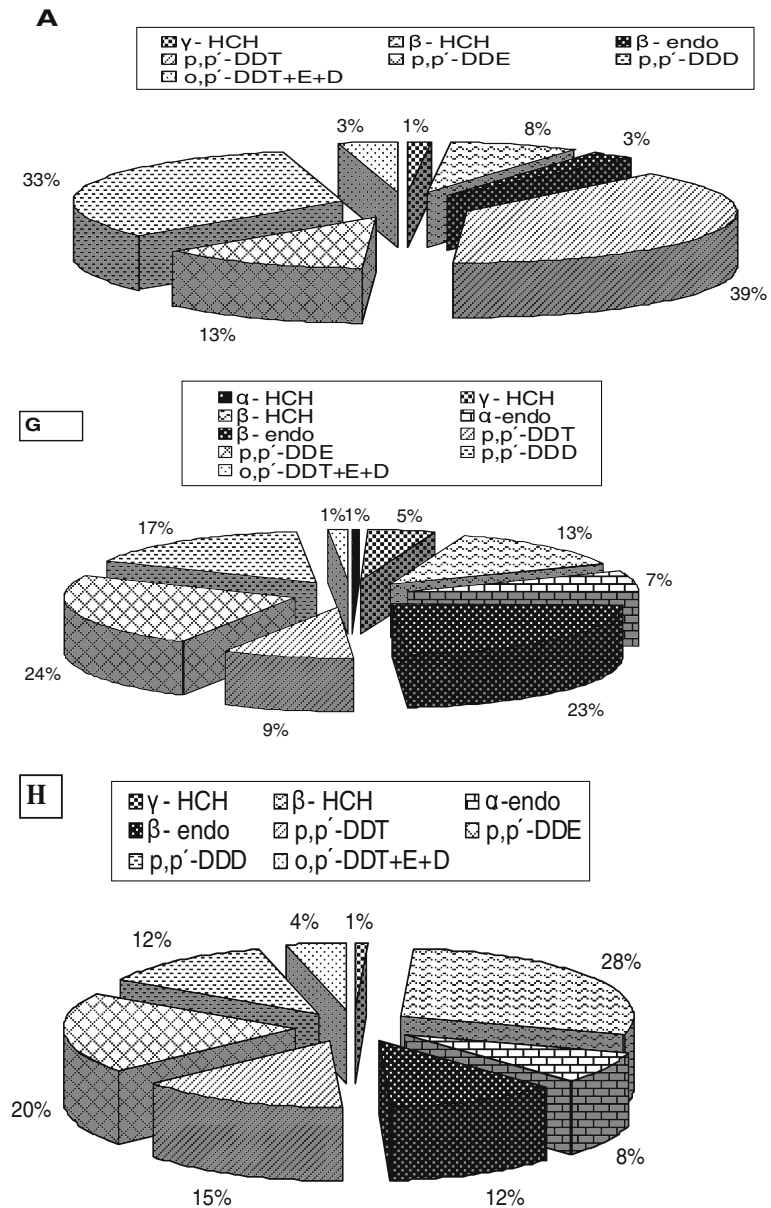 A
γ - HCH β - HCH β - endo
p,p´-DDT p,p´-DDE p,p´-DDD
o,p´-DDT+E+D
3% 1% 8% 3%
33%
39%
13%
G
α - HCH γ - HCH
β - HCH α-endo
β - endo p,p´-DDT
p,p´-DDE p,p´-DDD
o,p´-DDT+E+D
17% 1% 1% 5% 13%
7%
24%
9% 23%
H
γ - HCH β - HCH α-endo
β - endo p,p´-DDT p,p´-DDE
p,p´-DDD o,p´-DDT+E+D
12% 4% 1% 28%
20%
8%
15% 12%